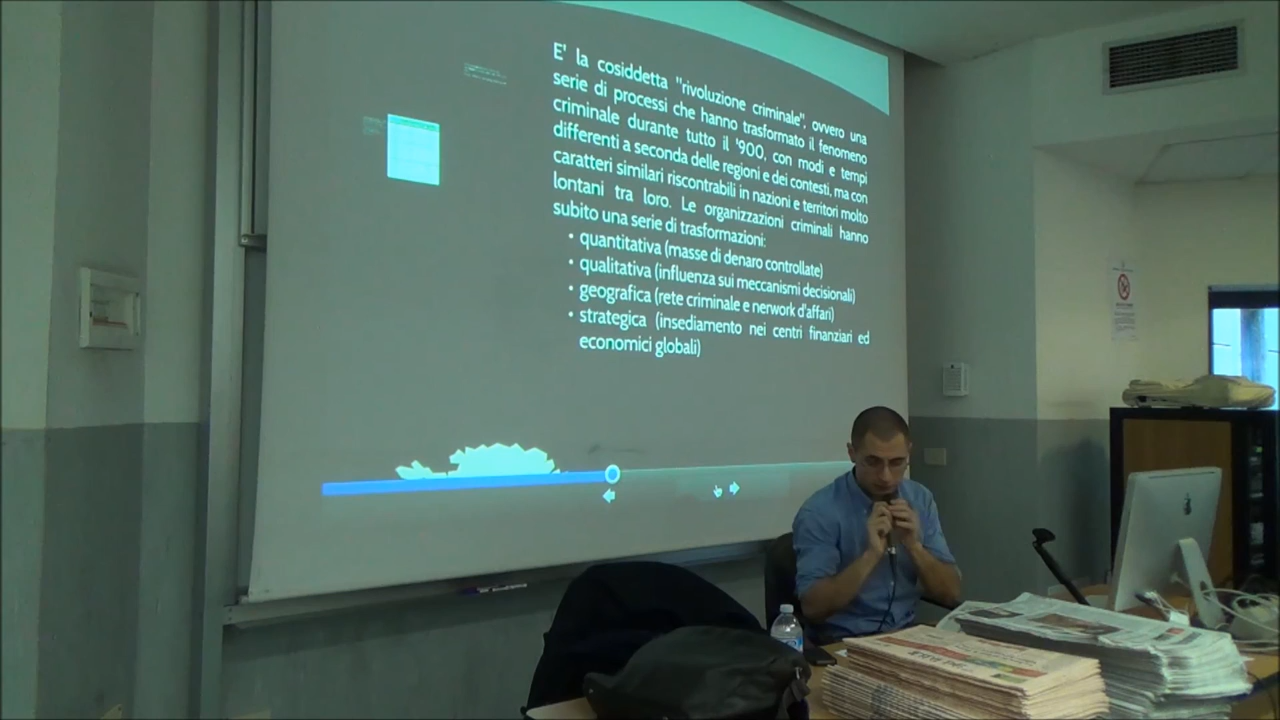 E' la cosiddetta "rivoluzione criminale", ovvero una
serie di processi che hanno trasformato il fenomeno
criminale durante tutto il '900, con modi e tempi
differenti a seconda delle regioni e dei contesti, ma con
caratteri similari riscontrabili in nazioni e territori molto
lontani tra loro. Le organizzazioni criminali hanno
subito una serie di trasformazioni:
• quantitativa (masse di denaro controllate)
• qualitativa (influenza sui meccanismi decisionali)
• geografica (rete criminale e nerwork d'affari)
• strategica (insediamento nei centri finanziari ed
economici globali)